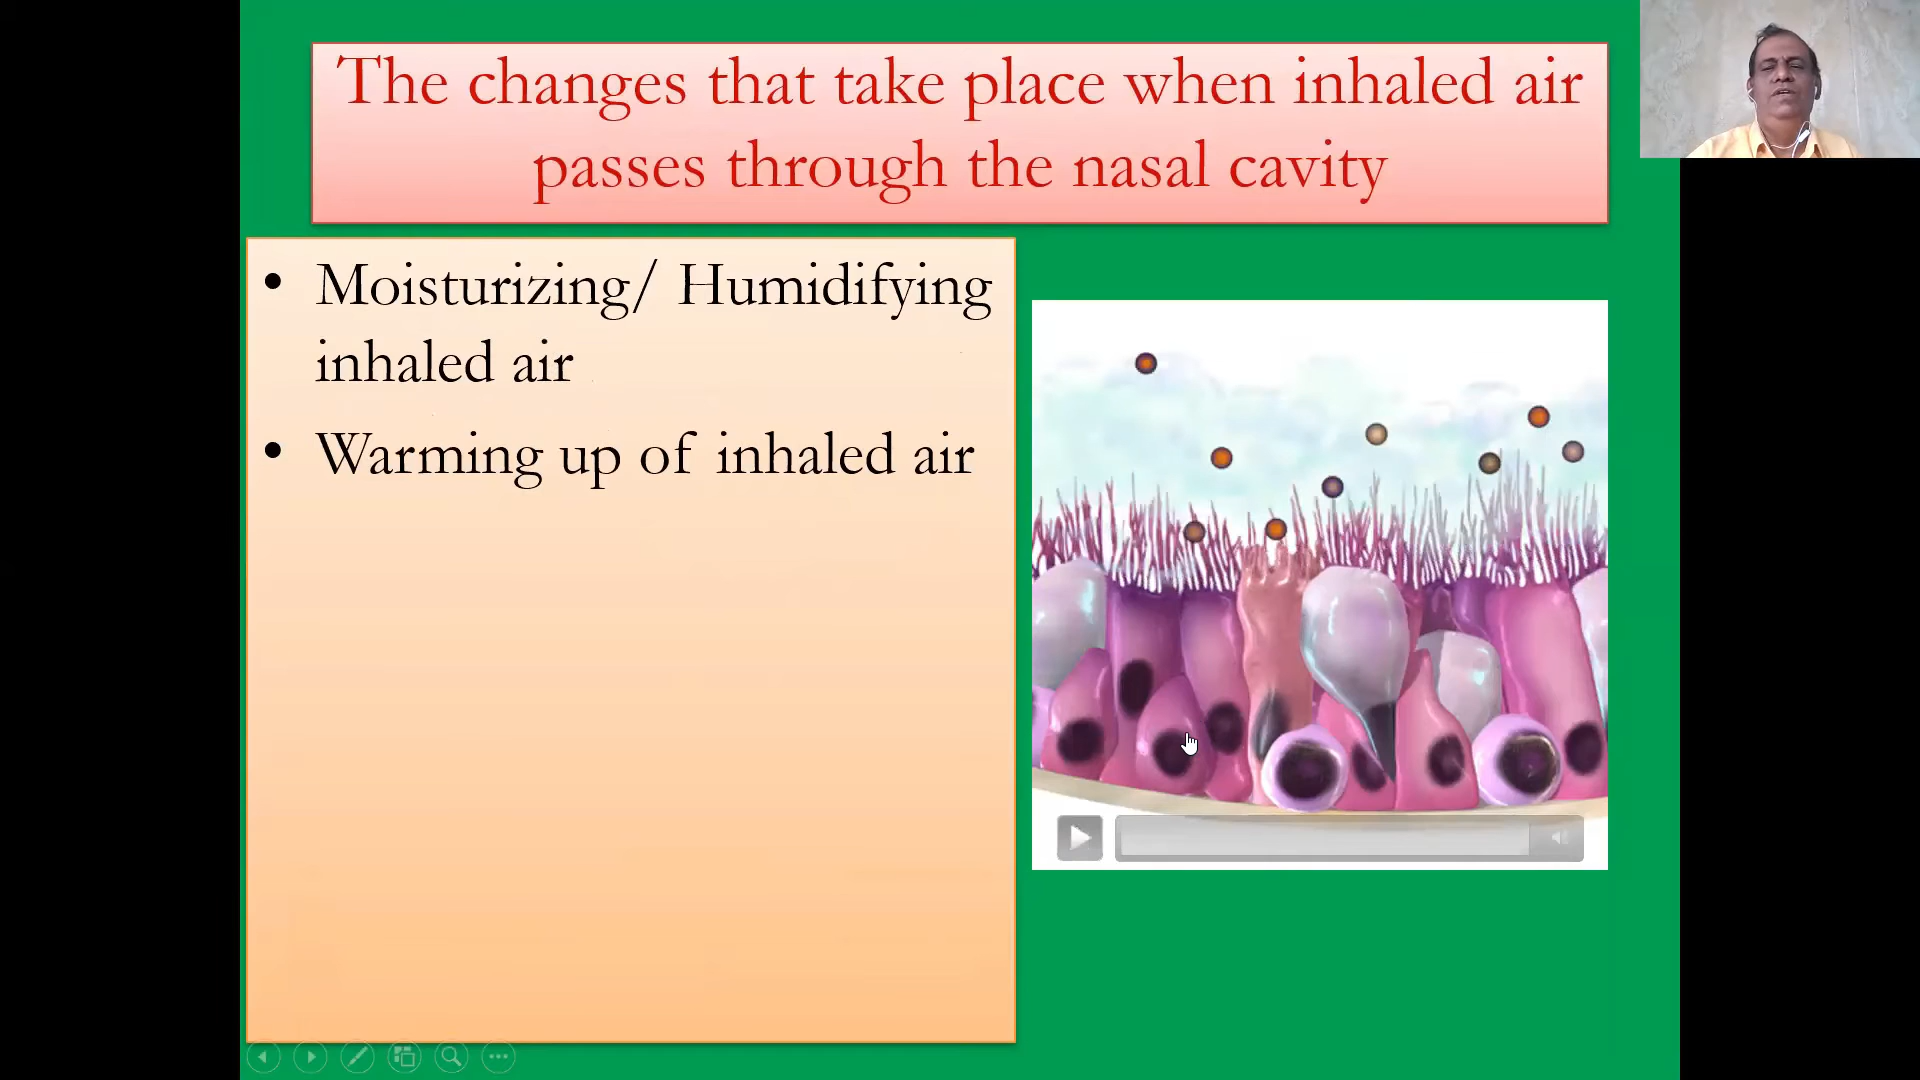 The changes that take place when inhaled air
passes through the nasal cavity
• Moisturizing/ Humidifying
inhaled air
• Warming up of inhaled air